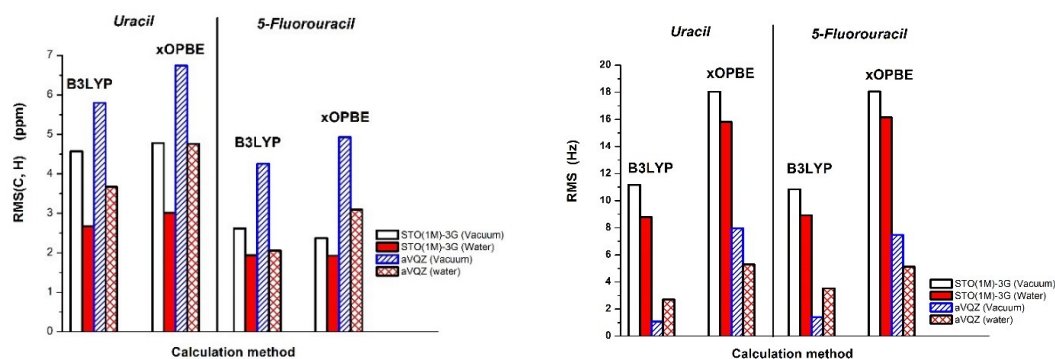 Uracil
5-Fluorouracil
7
6
5
4
3
2
1
0
RMS(C, H) (ppm)
B3LYP
xOPBE
B3LYP
xOPBE
STO(1M)-3G (Vacuum)
STO(1M)-3G (Water)
aVQZ (Vacuum)
aVQZ (water)
Calculation method
Uracil
5-Fluorouracil
20
18
16
14
12
10
8
6
4
2
0
RMS (Hz)
B3LYP
xOPBE
B3LYP
xOPBE
STO(1M)-3G (Vacuum)
STO(1M)-3G (Water)
aVQZ (Vacuum)
aVQZ (water)
Calculation method